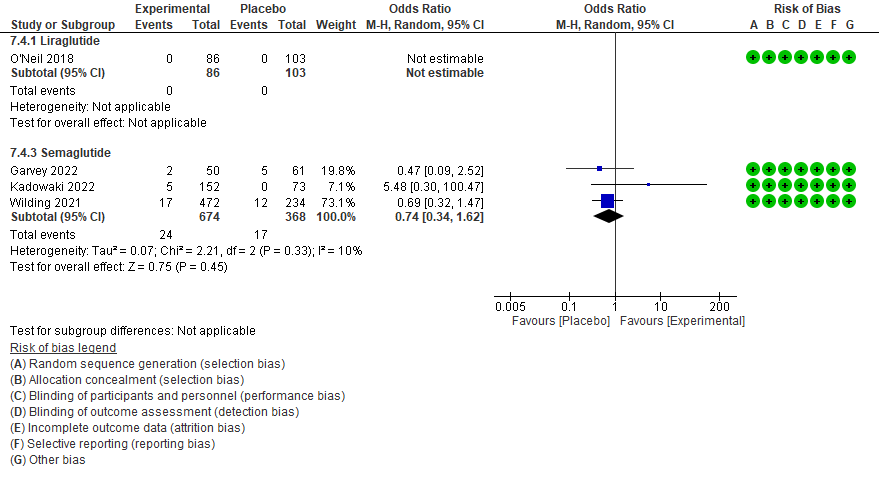 Experimental Placebo Odds Ratio Odds Ratio Risk of Bias
Study or Subgroup Events Total Events Total Weight M-H, Random, 95% CI M-H, Random, 95% CI A B C D E F G
7.4.1 Liraglutide
O'Neil 2018 0 86 0 103 Not estimable + + + + + + +
Subtotal (95% CI) 86 103 Not estimable
Total events 0 0
Heterogeneity: Not applicable
Test for overall effect: Not applicable
7.4.3 Semaglutide
Garvey 2022 2 50 5 61 19.8% 0.47 [0.09, 2.52] + + + + + + +
Kadowaki 2022 5 152 0 73 7.1% 5.48 [0.30, 100.47] + + + + + + +
Wilding 2021 17 472 12 234 73.1% 0.69 [0.32, 1.47] + + + + + + +
Subtotal (95% CI) 674 368 100.0% 0.74 [0.34, 1.62]
Total events 24 17
Heterogeneity: Tau² = 0.07; Chi² = 2.21, df = 2 (P = 0.33); I² = 10%
Test for overall effect: Z = 0.75 (P = 0.45)
0.005 0.1 1 10 200
Favours [Placebo] Favours [Experimental]
Test for subgroup differences: Not applicable
Risk of bias legend
(A) Random sequence generation (selection bias)
(B) Allocation concealment (selection bias)
(C) Blinding of participants and personnel (performance bias)
(D) Blinding of outcome assessment (detection bias)
(E) Incomplete outcome data (attrition bias)
(F) Selective reporting (reporting bias)
(G) Other bias